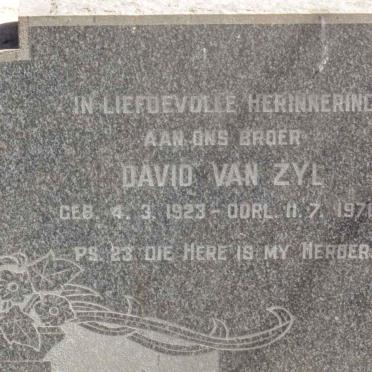 IN LIEFDEVOLLE HERINNERING
AAN ONS BROER
DAVID VAN ZYL
GEB. 4. 3. 1923 - OORL. 11. 7. 197
PS. 23 DIE HERE IS MY HERDER